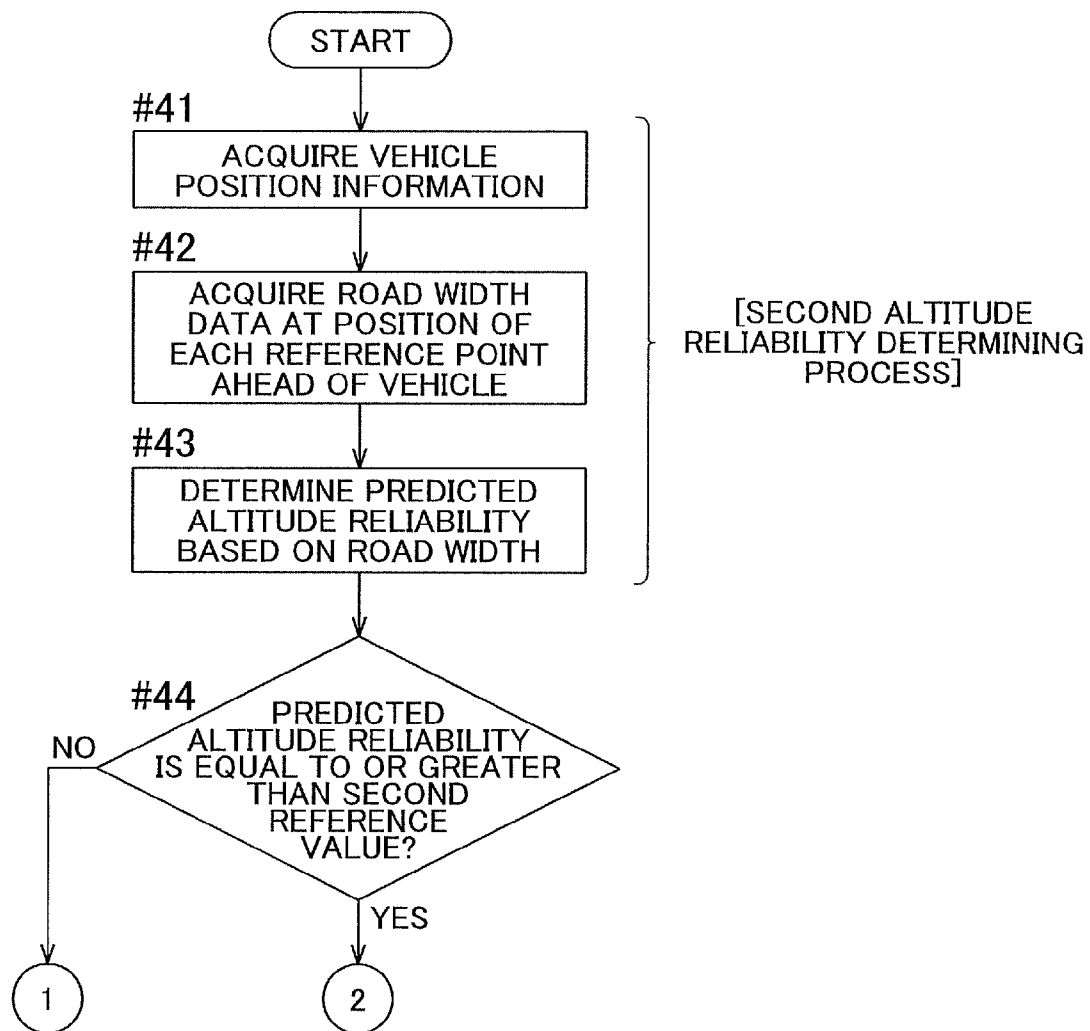 START
#41
ACQUIRE VEHICLE
POSITION INFORMATION
#42
ACQUIRE ROAD WIDTH
DATA AT POSITION OF
EACH REFERENCE POINT
AHEAD OF VEHICLE
[SECOND ALTITUDE
RELIABILITY DETERMINING
PROCESS]
#43
DETERMINE PREDICTED
ALTITUDE RELIABILITY
BASED ON ROAD WIDTH
#44
PREDICTED
ALTITUDE RELIABILITY
IS EQUAL TO OR GREATER
THAN SECOND
REFERENCE
VALUE?
NO
YES
1
2